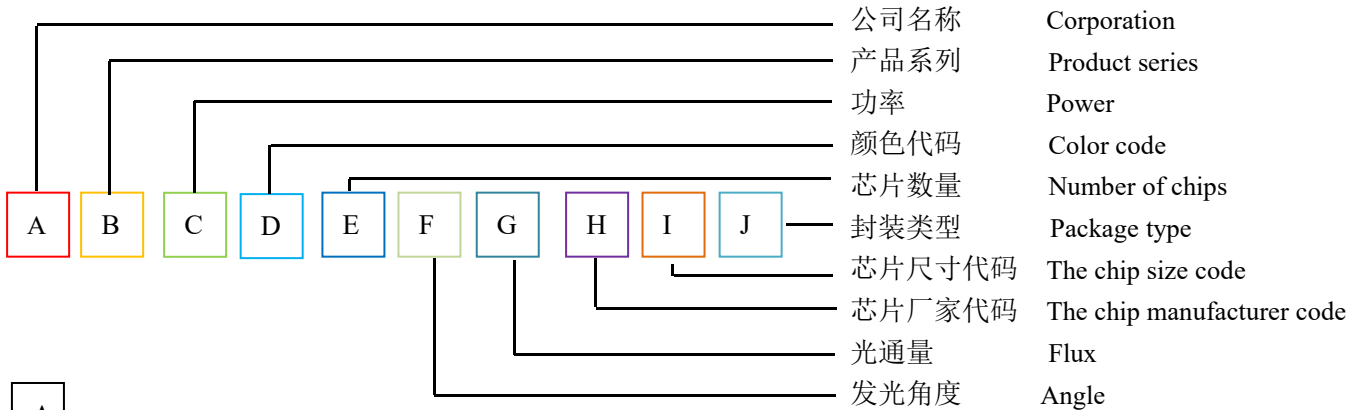 公司名称 Corporation
产品系列 Product series
功率 Power
颜色代码 Color code
芯片数量 Number of chips
A B C D E F G H I J 封装类型 Package type
芯片尺寸代码 The chip size code
芯片厂家代码 The chip manufacturer code
光通量 Flux
发光角度 Angle
A